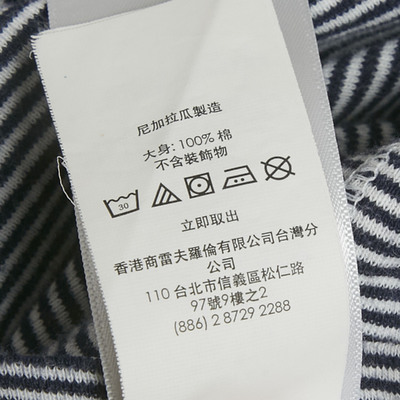 尼加拉瓜製造
大身: 100% 棉
不含裝飾物
30
立即取出
香港商雷夫羅倫有限公司台灣分
公司
110 台北市信義區松仁路
97號9樓之2
(886) 2 8729 2288